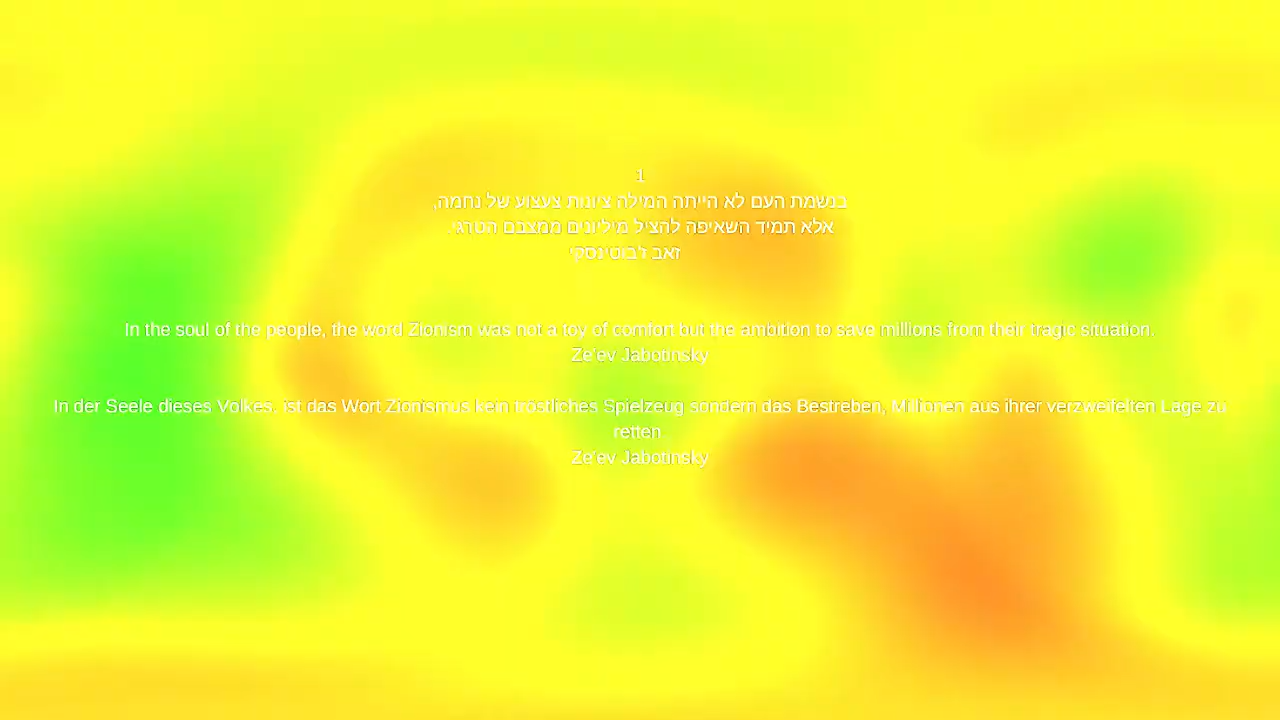 1
בנשמת העם לא הייתה המילה ציונות צעצוע של נחמה,
אלא תמיד השאיפה להציל מיליונים ממצבם הטרגי.
זאב ז'בוטינסקי
In the soul of the people, the word Zionism was not a toy of comfort but the ambition to save millions from their tragic situation.
Ze'ev Jabotinsky
In der Seele dieses Volkes, ist das Wort Zionismus kein tröstliches Spielzeug sondern das Bestreben, Millionen aus ihrer verzweifelten Lage zu
retten
Ze'ev Jabotinsky